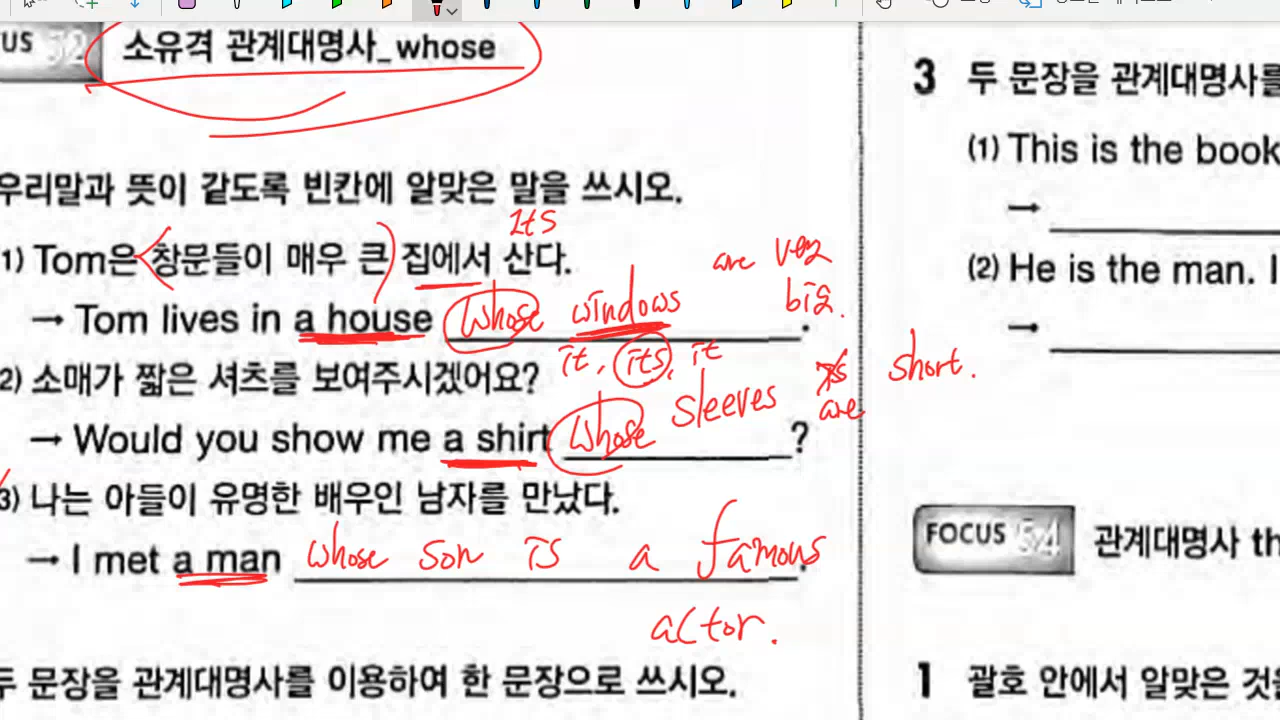 US 52 소유격 관계대명사_whose
우리말과 뜻이 같도록 빈칸에 알맞은 말을 쓰시오.
its
1) Tom은 창문들이 매우 큰 집에서 산다.
are very
→ Tom lives in a house whose windows
big.
it, its, it
2) 소매가 짧은 셔츠를 보여주시겠어요?
→ Would you show me a shirt whose sleeves
are
short.
?
3) 나는 아들이 유명한 배우인 남자를 만났다.
→ I met a man whose son is a famous
actor.
두 문장을 관계대명사를 이용하여 한 문장으로 쓰시오.
3 두 문장을 관계대명사를
(1) This is the book
→
(2) He is the man. I
→
FOCUS 54 관계대명사 th
1 괄호 안에서 알맞은 것을